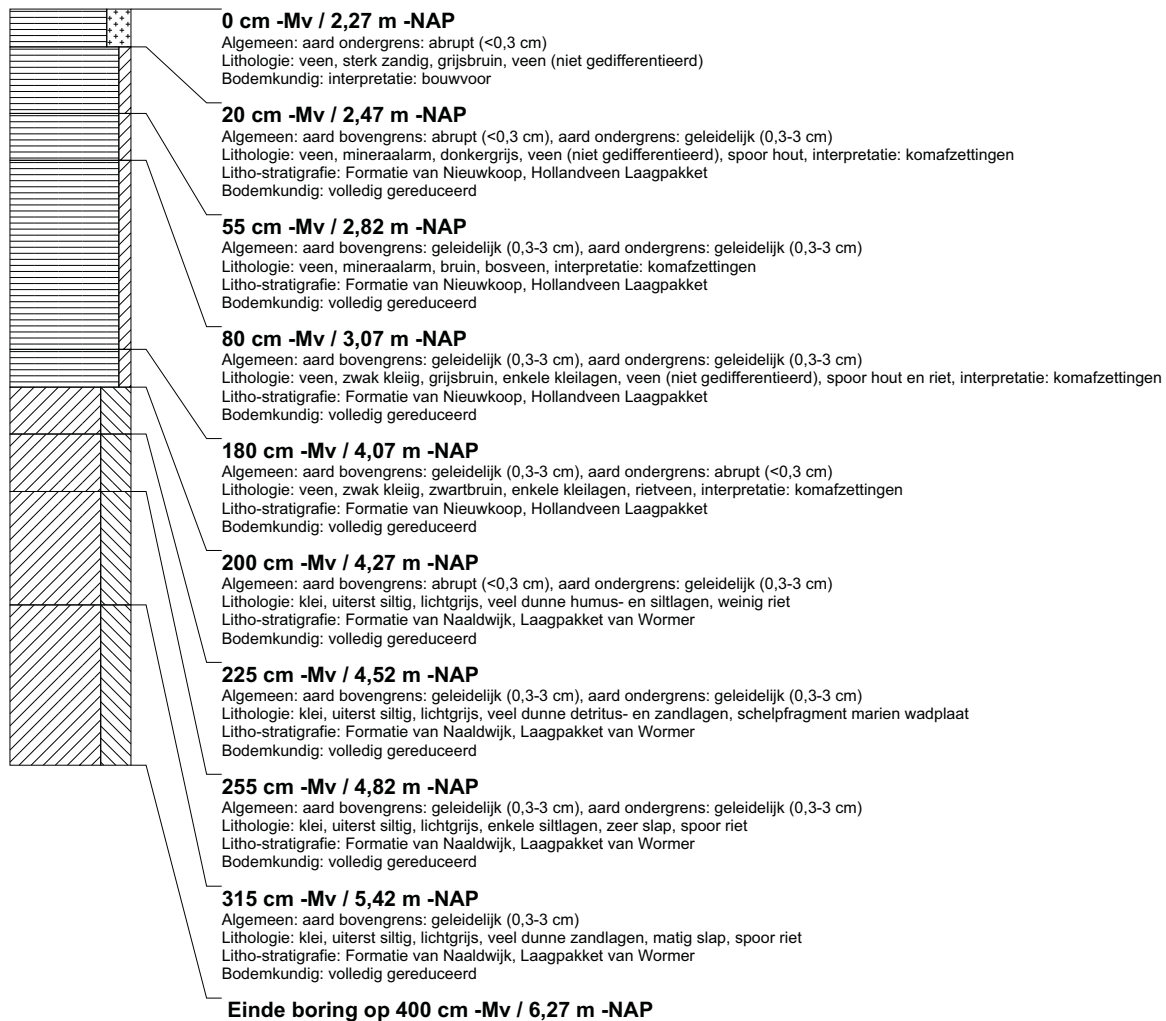 0 cm -Mv / 2,27 m -NAP
Algemeen: aard ondergrens: abrupt (<0,3 cm)
Lithologie: veen, sterk zandig, grijsbruin, veen (niet gedifferentieerd)
Bodemkundig: interpretatie: bouwvoor
20 cm -Mv / 2,47 m -NAP
Algemeen: aard bovengrens: abrupt (<0,3 cm), aard ondergrens: geleidelijk (0,3-3 cm)
Lithologie: veen, mineraalarm, donkergrijs, veen (niet gedifferentieerd), spoor hout, interpretatie: komafzettingen
Litho-stratigrafie: Formatie van Nieuwkoop, Hollandveen Laagpakket
Bodemkundig: volledig gereduceerd
55 cm -Mv / 2,82 m -NAP
Algemeen: aard bovengrens: geleidelijk (0,3-3 cm), aard ondergrens: geleidelijk (0,3-3 cm)
Lithologie: veen, mineraalarm, bruin, bosveen, interpretatie: komafzettingen
Litho-stratigrafie: Formatie van Nieuwkoop, Hollandveen Laagpakket
Bodemkundig: volledig gereduceerd
80 cm -Mv / 3,07 m -NAP
Algemeen: aard bovengrens: geleidelijk (0,3-3 cm), aard ondergrens: geleidelijk (0,3-3 cm)
Lithologie: veen, zwak kleiig, grijsbruin, enkele kleilagen, veen (niet gedifferentieerd), spoor hout en riet, interpretatie: komafzettingen
Litho-stratigrafie: Formatie van Nieuwkoop, Hollandveen Laagpakket
Bodemkundig: volledig gereduceerd
180 cm -Mv / 4,07 m -NAP
Algemeen: aard bovengrens: geleidelijk (0,3-3 cm), aard ondergrens: abrupt (<0,3 cm)
Lithologie: veen, zwak kleiig, zwartbruin, enkele kleilagen, rietveen, interpretatie: komafzettingen
Litho-stratigrafie: Formatie van Nieuwkoop, Hollandveen Laagpakket
Bodemkundig: volledig gereduceerd
200 cm -Mv / 4,27 m -NAP
Algemeen: aard bovengrens: abrupt (<0,3 cm), aard ondergrens: geleidelijk (0,3-3 cm)
Lithologie: klei, uiterst siltig, lichtgrijs, veel dunne humus- en siltlagen, weinig riet
Litho-stratigrafie: Formatie van Naaldwijk, Laagpakket van Wormer
Bodemkundig: volledig gereduceerd
225 cm -Mv / 4,52 m -NAP
Algemeen: aard bovengrens: geleidelijk (0,3-3 cm), aard ondergrens: geleidelijk (0,3-3 cm)
Lithologie: klei, uiterst siltig, lichtgrijs, veel dunne detritus- en zandlagen, schelpfragment marien wadplaat
Litho-stratigrafie: Formatie van Naaldwijk, Laagpakket van Wormer
Bodemkundig: volledig gereduceerd
255 cm -Mv / 4,82 m -NAP
Algemeen: aard bovengrens: geleidelijk (0,3-3 cm), aard ondergrens: geleidelijk (0,3-3 cm)
Lithologie: klei, uiterst siltig, lichtgrijs, enkele siltlagen, zeer slap, spoor riet
Litho-stratigrafie: Formatie van Naaldwijk, Laagpakket van Wormer
Bodemkundig: volledig gereduceerd
315 cm -Mv / 5,42 m -NAP
Algemeen: aard bovengrens: geleidelijk (0,3-3 cm)
Lithologie: klei, uiterst siltig, lichtgrijs, veel dunne zandlagen, matig slap, spoor riet
Litho-stratigrafie: Formatie van Naaldwijk, Laagpakket van Wormer
Bodemkundig: volledig gereduceerd
Einde boring op 400 cm -Mv / 6,27 m -NAP